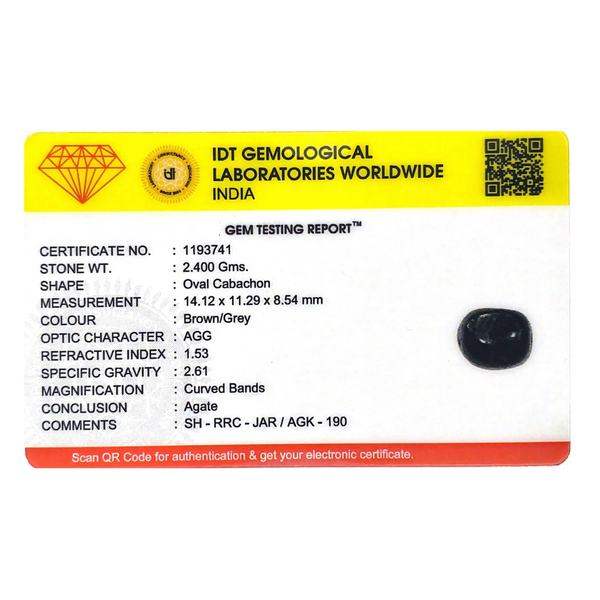 IDT GEMOLOGICAL
LABORATORIES WORLDWIDE
INDIA
idt
GEM TESTING REPORT™
CERTIFICATE NO. : 1193741
STONE WT. : 2.400 Gms.
SHAPE : Oval Cabachon
MEASUREMENT : 14.12 x 11.29 x 8.54 mm
COLOUR : Brown/Grey
OPTIC CHARACTER : AGG
REFRACTIVE INDEX : 1.53
SPECIFIC GRAVITY : 2.61
MAGNIFICATION : Curved Bands
CONCLUSION : Agate
COMMENTS : SH - RRC - JAR / AGK - 190
Scan QR Code for authentication & get your electronic certificate.